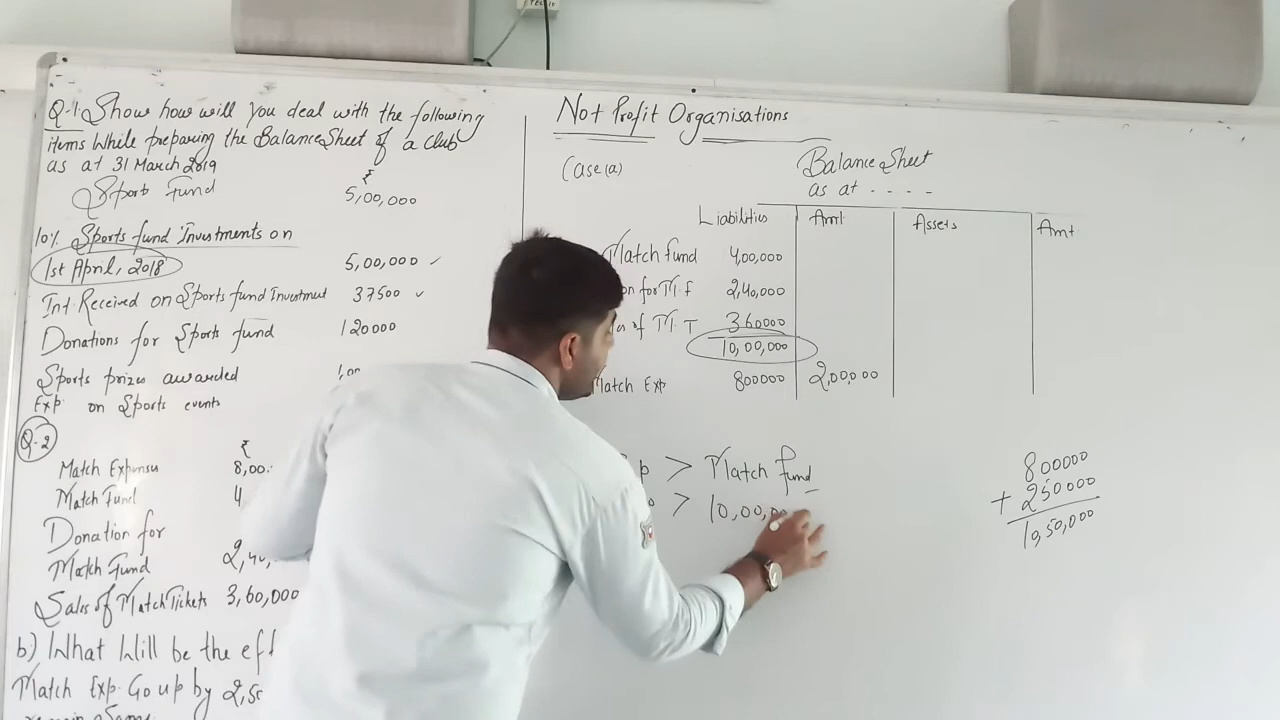 Q-1 Show how will you deal with the following
items While preparing the Balance Sheet of a club
as at 31 March 2019
₹
Sports Fund 5,00,000
10% Sports fund Investments on
1st April, 2018 5,00,000 ✓
Int. Received on Sports fund Investment 37500 ✓
Donations for Sports fund 120000
Sports prizes awarded
Exp on Sports events
Q-2
₹
Match Expenses 8,00
Match Fund 4
Donation for
Match Fund 2,40,
Sales of Match Tickets 3,60,000
b) What Will be the eff
Match Exp. Go up by 2,50
remain same
Not Profit Organisations
Case (a)
Balance Sheet
as at - - - -
Liabilities Amt Assets Amt
Match fund 4,00,000
on for M.F 2,40,000
of M.T 360000
10,00,000
Match Exp 800000 2,00,000
p > Match fund
> 10,00,00
800000
+ 250000
10,50,000